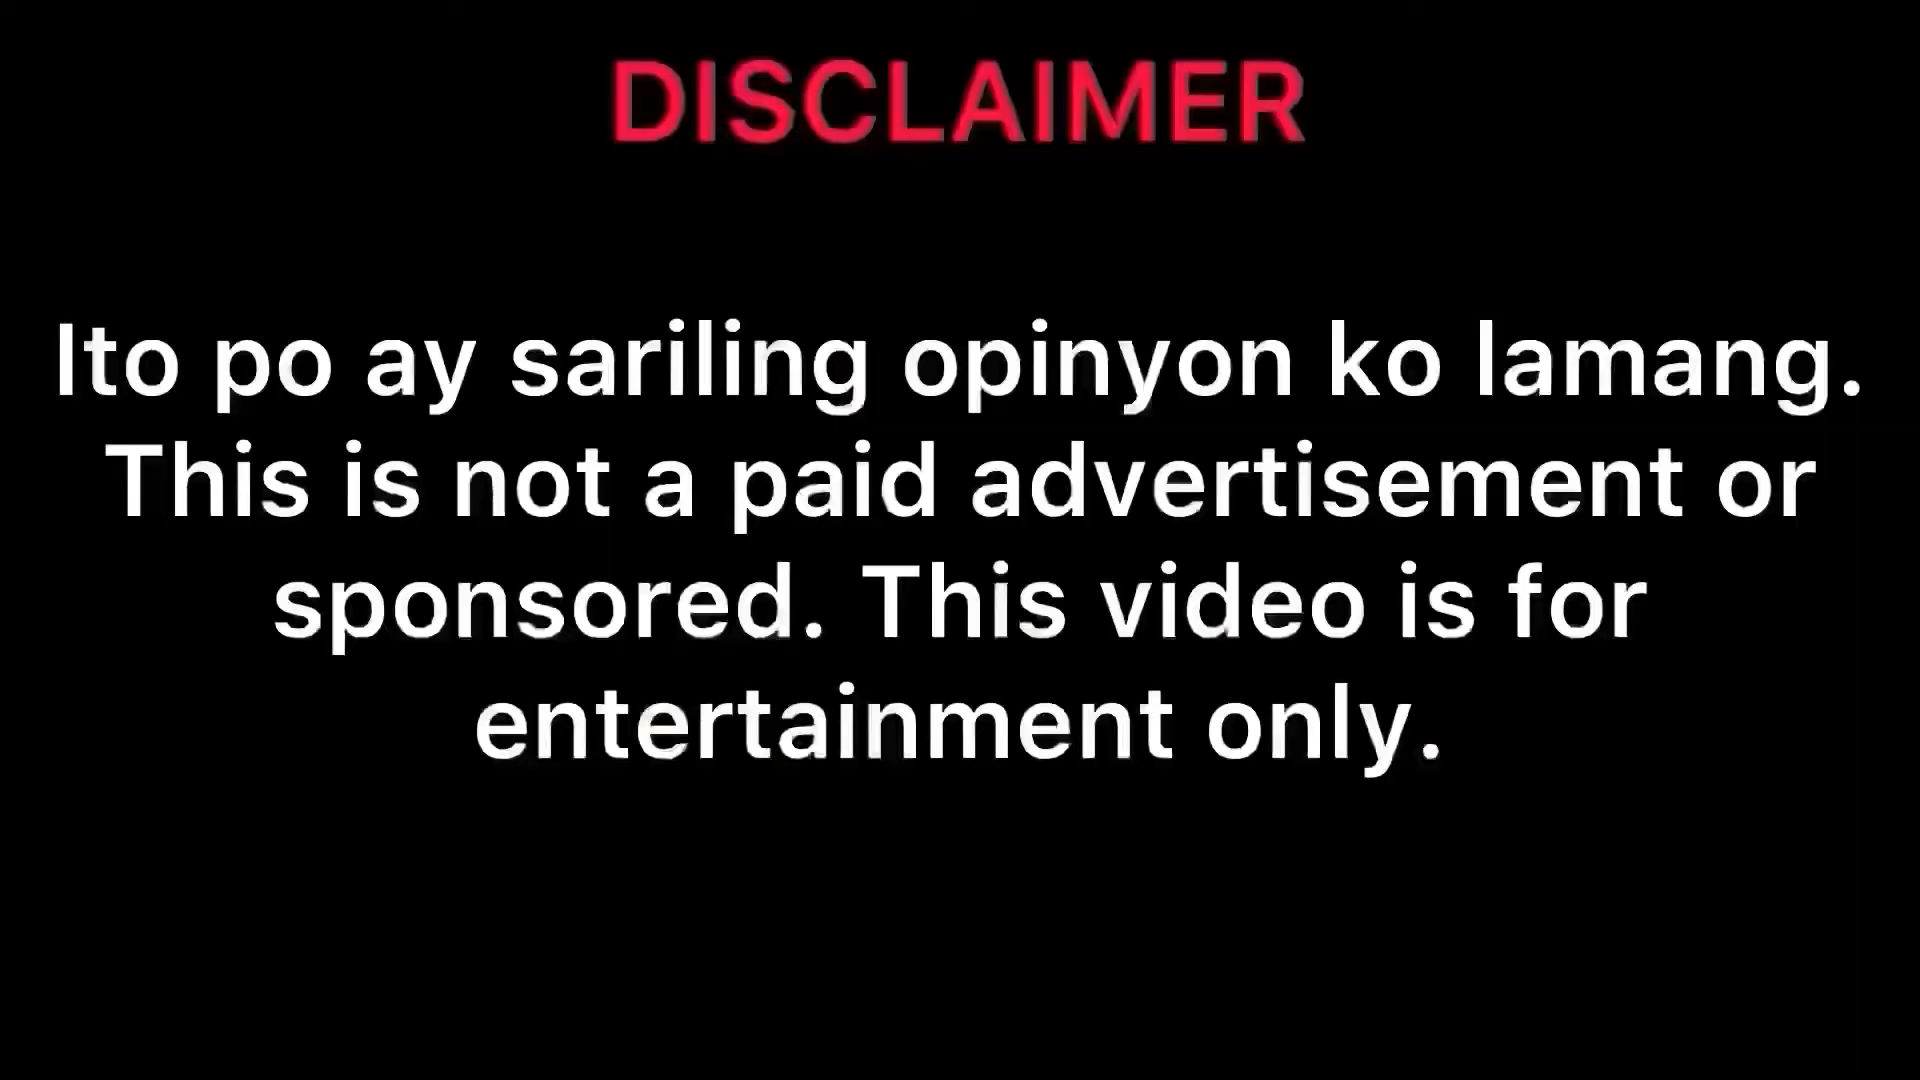 DISCLAIMER
Ito po ay sariling opinyon ko lamang.
This is not a paid advertisement or
sponsored. This video is for
entertainment only.